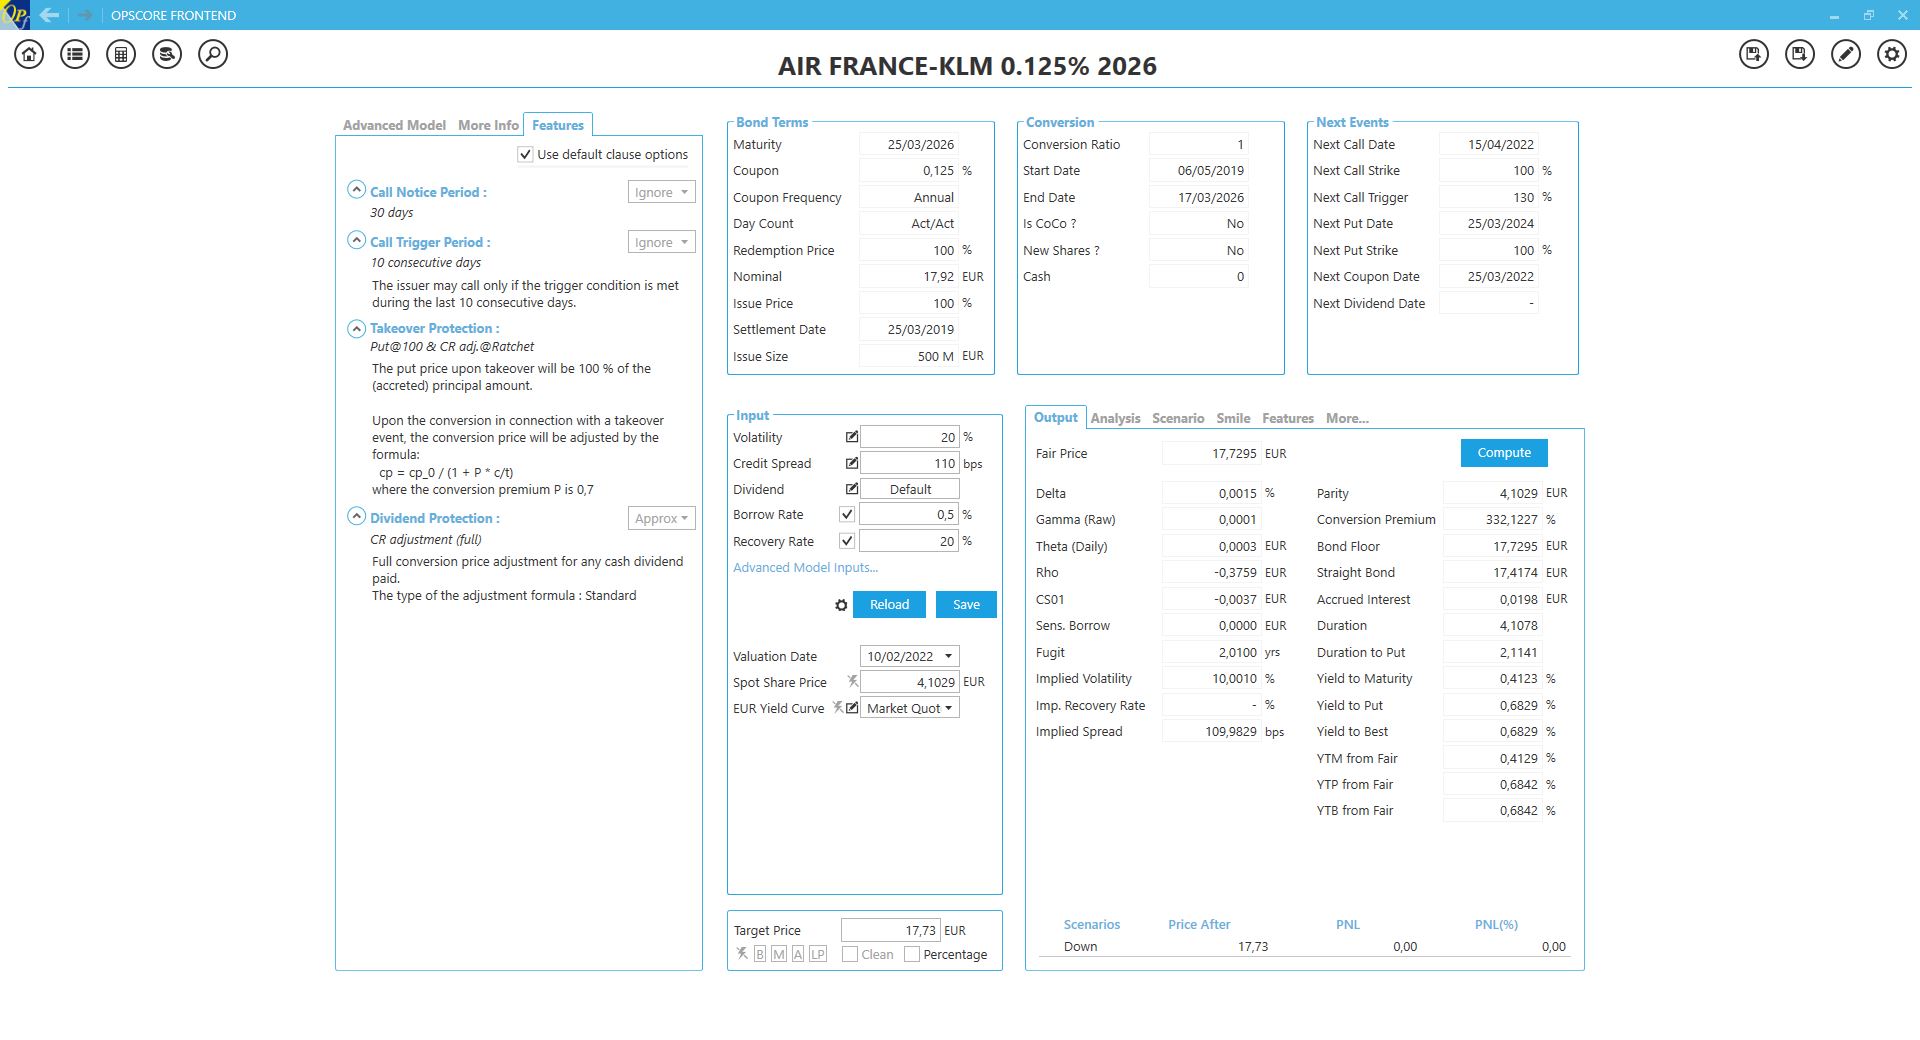 OPf
OPSCORE FRONTEND
AIR FRANCE-KLM 0.125% 2026
Advanced Model More Info Features
Use default clause options
Call Notice Period : Ignore
30 days
Call Trigger Period : Ignore
10 consecutive days
The issuer may call only if the trigger condition is met
during the last 10 consecutive days.
Takeover Protection :
Put@100 & CR adj.@Ratchet
The put price upon takeover will be 100 % of the
(accreted) principal amount.
Upon the conversion in connection with a takeover
event, the conversion price will be adjusted by the
formula:
cp = cp_0 / (1 + P * c/t)
where the conversion premium P is 0,7
Dividend Protection : Approx
CR adjustment (full)
Full conversion price adjustment for any cash dividend
paid.
The type of the adjustment formula : Standard
Bond Terms
Maturity 25/03/2026
Coupon 0,125 %
Coupon Frequency Annual
Day Count Act/Act
Redemption Price 100 %
Nominal 17,92 EUR
Issue Price 100 %
Settlement Date 25/03/2019
Issue Size 500 M EUR
Conversion
Conversion Ratio 1
Start Date 06/05/2019
End Date 17/03/2026
Is CoCo ? No
New Shares ? No
Cash 0
Next Events
Next Call Date 15/04/2022
Next Call Strike 100 %
Next Call Trigger 130 %
Next Put Date 25/03/2024
Next Put Strike 100 %
Next Coupon Date 25/03/2022
Next Dividend Date -
Input
Volatility 20 %
Credit Spread 110 bps
Dividend Default
Borrow Rate 0,5 %
Recovery Rate 20 %
Advanced Model Inputs...
Reload Save
Valuation Date 10/02/2022
Spot Share Price 4,1029 EUR
EUR Yield Curve Market Quot
Target Price 17,73 EUR
B M A LP Clean Percentage
Output Analysis Scenario Smile Features More...
Fair Price 17,7295 EUR Compute
Delta 0,0015 %
Gamma (Raw) 0,0001
Theta (Daily) 0,0003 EUR
Rho -0,3759 EUR
CS01 -0,0037 EUR
Sens. Borrow 0,0000 EUR
Fugit 2,0100 yrs
Implied Volatility 10,0010 %
Imp. Recovery Rate - %
Implied Spread 109,9829 bps
Parity 4,1029 EUR
Conversion Premium 332,1227 %
Bond Floor 17,7295 EUR
Straight Bond 17,4174 EUR
Accrued Interest 0,0198 EUR
Duration 4,1078
Duration to Put 2,1141
Yield to Maturity 0,4123 %
Yield to Put 0,6829 %
Yield to Best 0,6829 %
YTM from Fair 0,4129 %
YTP from Fair 0,6842 %
YTB from Fair 0,6842 %
Scenarios Price After PNL PNL(%)
Down 17,73 0,00 0,00